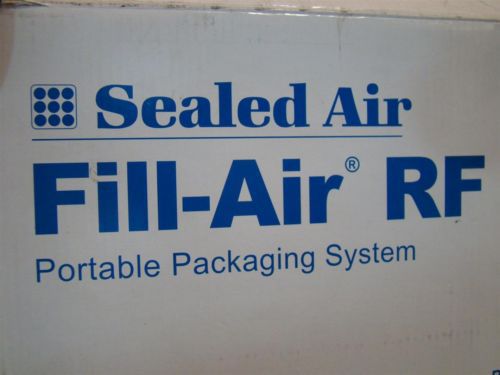 Sealed Air
Fill-Air® RF
Portable Packaging System